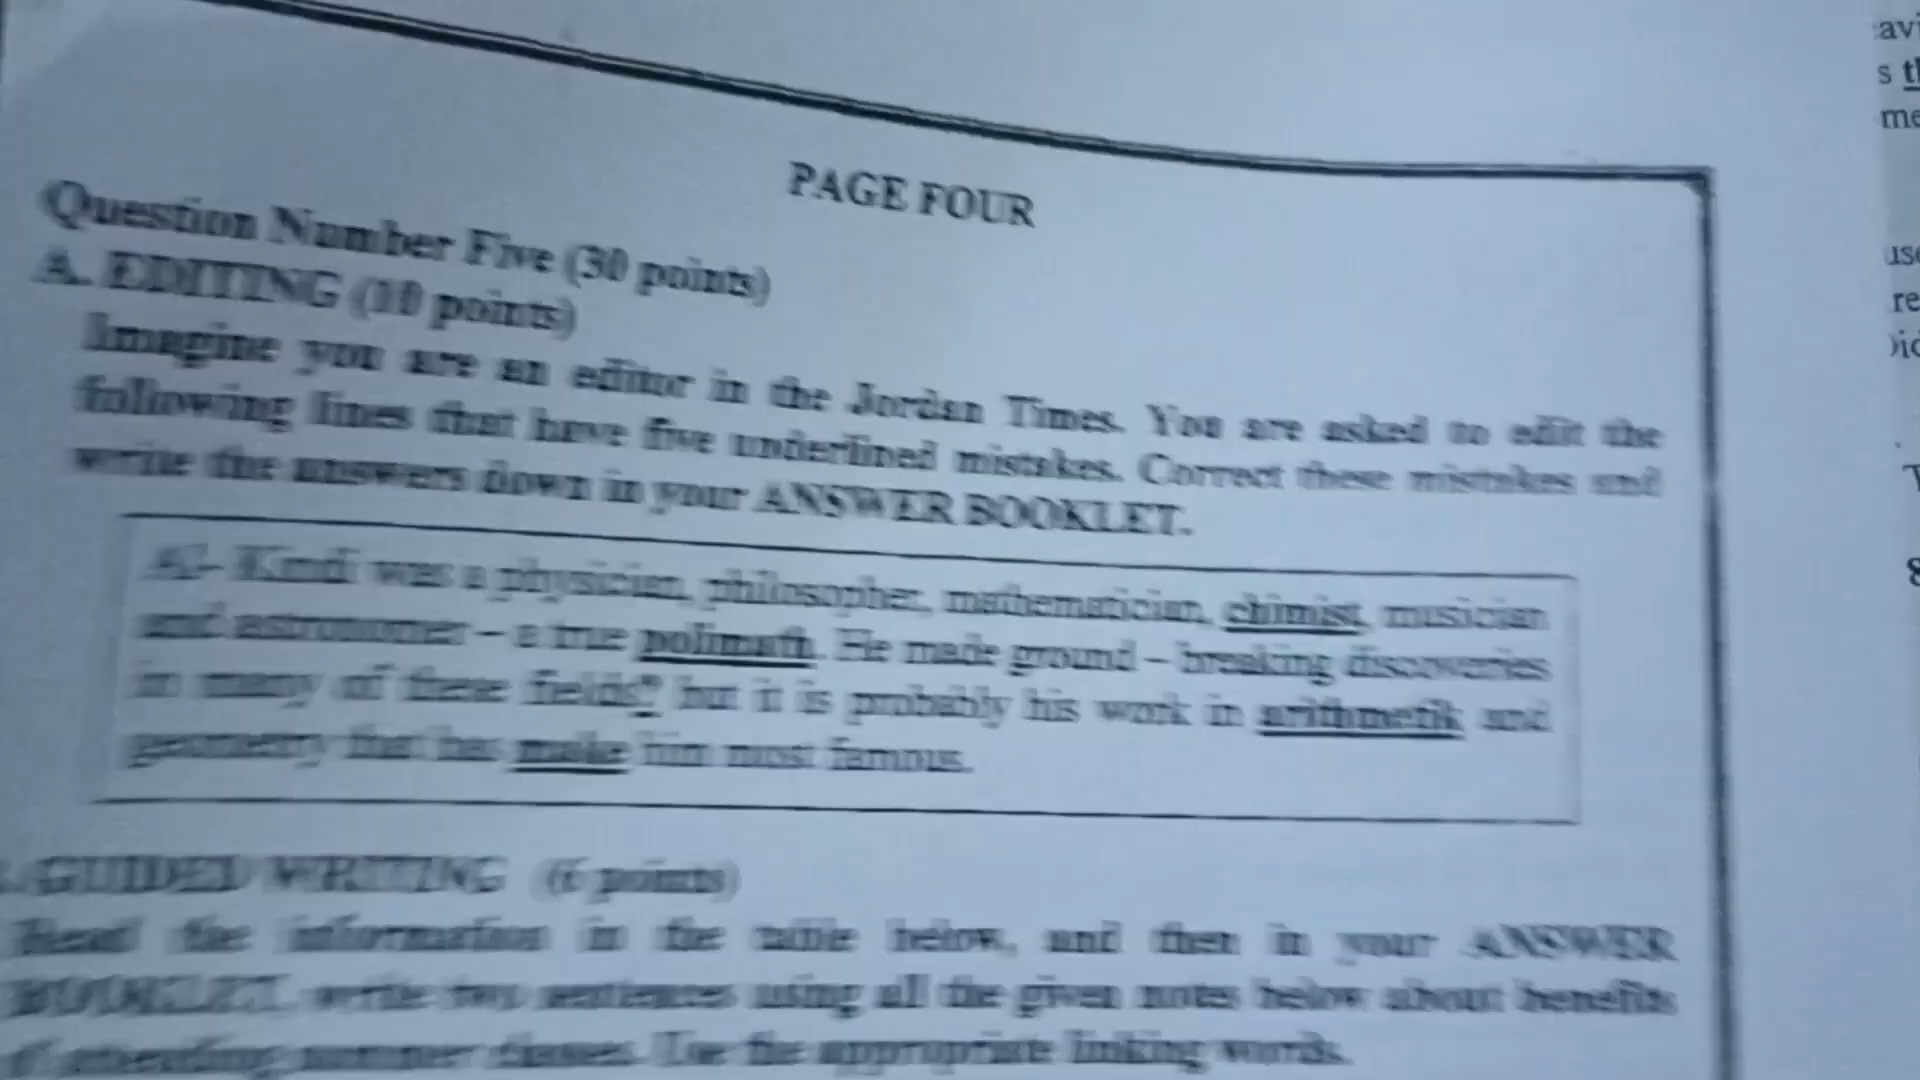 PAGE FOUR
Question Number Five (30 points)
A. EDITING (10 points)
Imagine you are an editor in the Jordan Times. You are asked to edit the
following lines that have five underlined mistakes. Correct these mistakes and
write the answers down in your ANSWER BOOKLET.
Al- Kindi was a physician, philosopher, mathematician, chimist, musician
and astronomer – a true polimath. He made ground – breaking discoveries
in many of these fields" but it is probably his work in arithmetik and
geometry that has make him most famous.
GUIDED WRITING (6 points)
Read the information in the table below, and then in your ANSWER
BOOKLET, write two sentences using all the given notes below about benefits
of attending summer classes. Use the appropriate linking words.
me
re